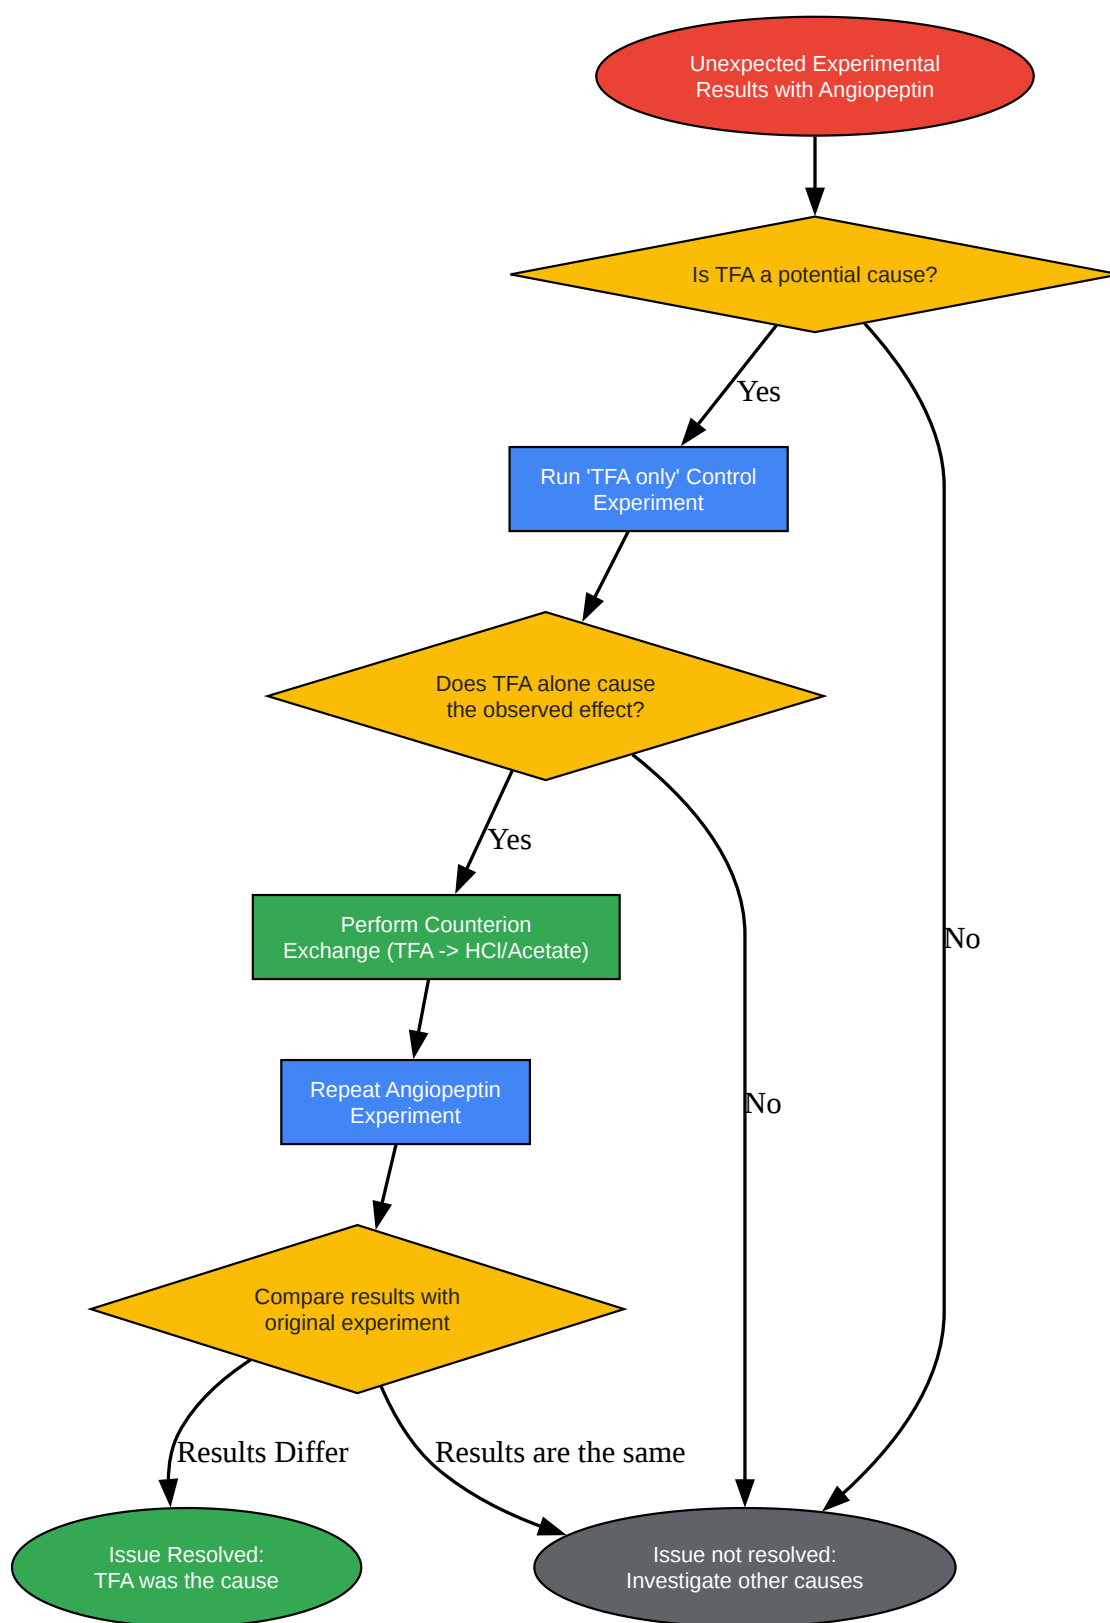 Unexpected Experimental
Results with Angiopeptin
Is TFA a potential cause?
Yes
Run 'TFA only' Control
Experiment
Does TFA alone cause
the observed effect?
Yes
Perform Counterion
Exchange (TFA -> HCl/Acetate)
No
Repeat Angiopeptin
Experiment
No
Compare results with
original experiment
Results Differ
Results are the same
Issue Resolved:
TFA was the cause
Issue not resolved:
Investigate other causes